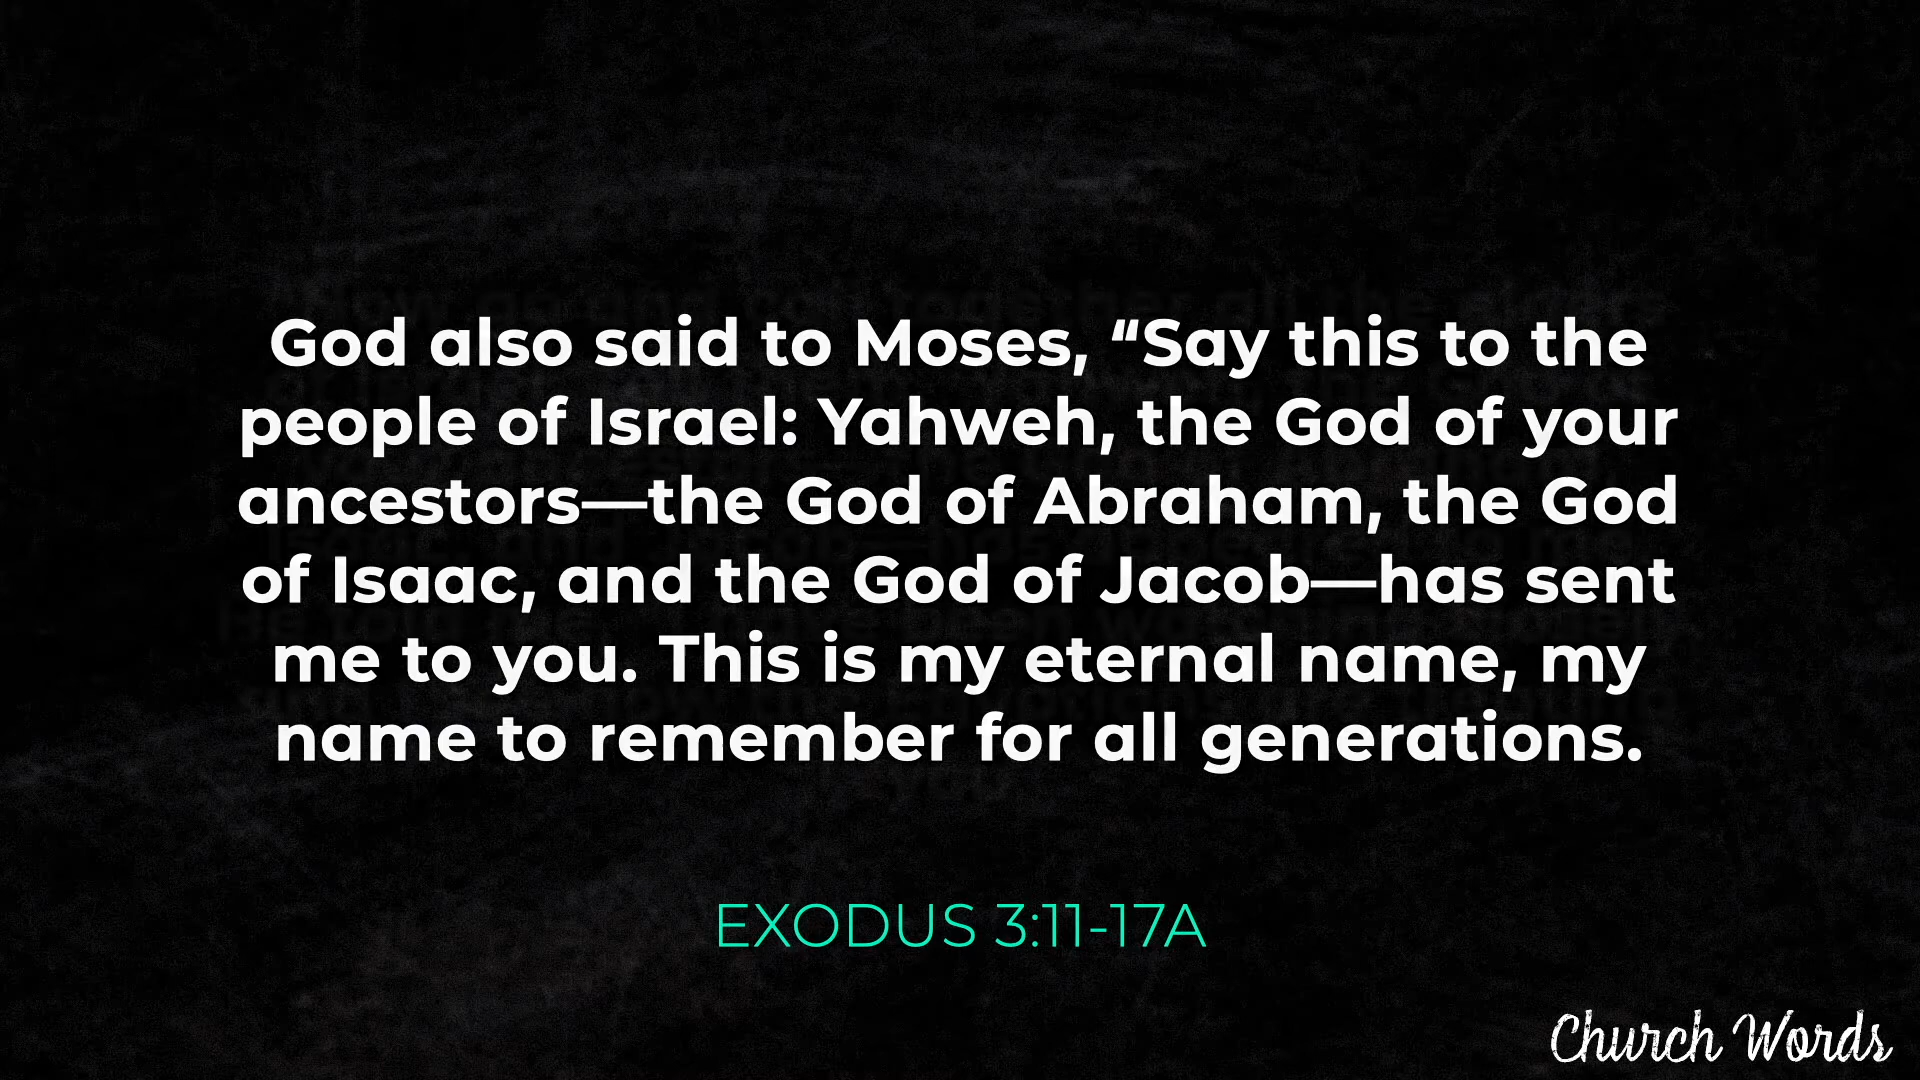 God also said to Moses, “Say this to the
people of Israel: Yahweh, the God of your
ancestors—the God of Abraham, the God
of Isaac, and the God of Jacob—has sent
me to you. This is my eternal name, my
name to remember for all generations.
EXODUS 3:11-17A
Church Words